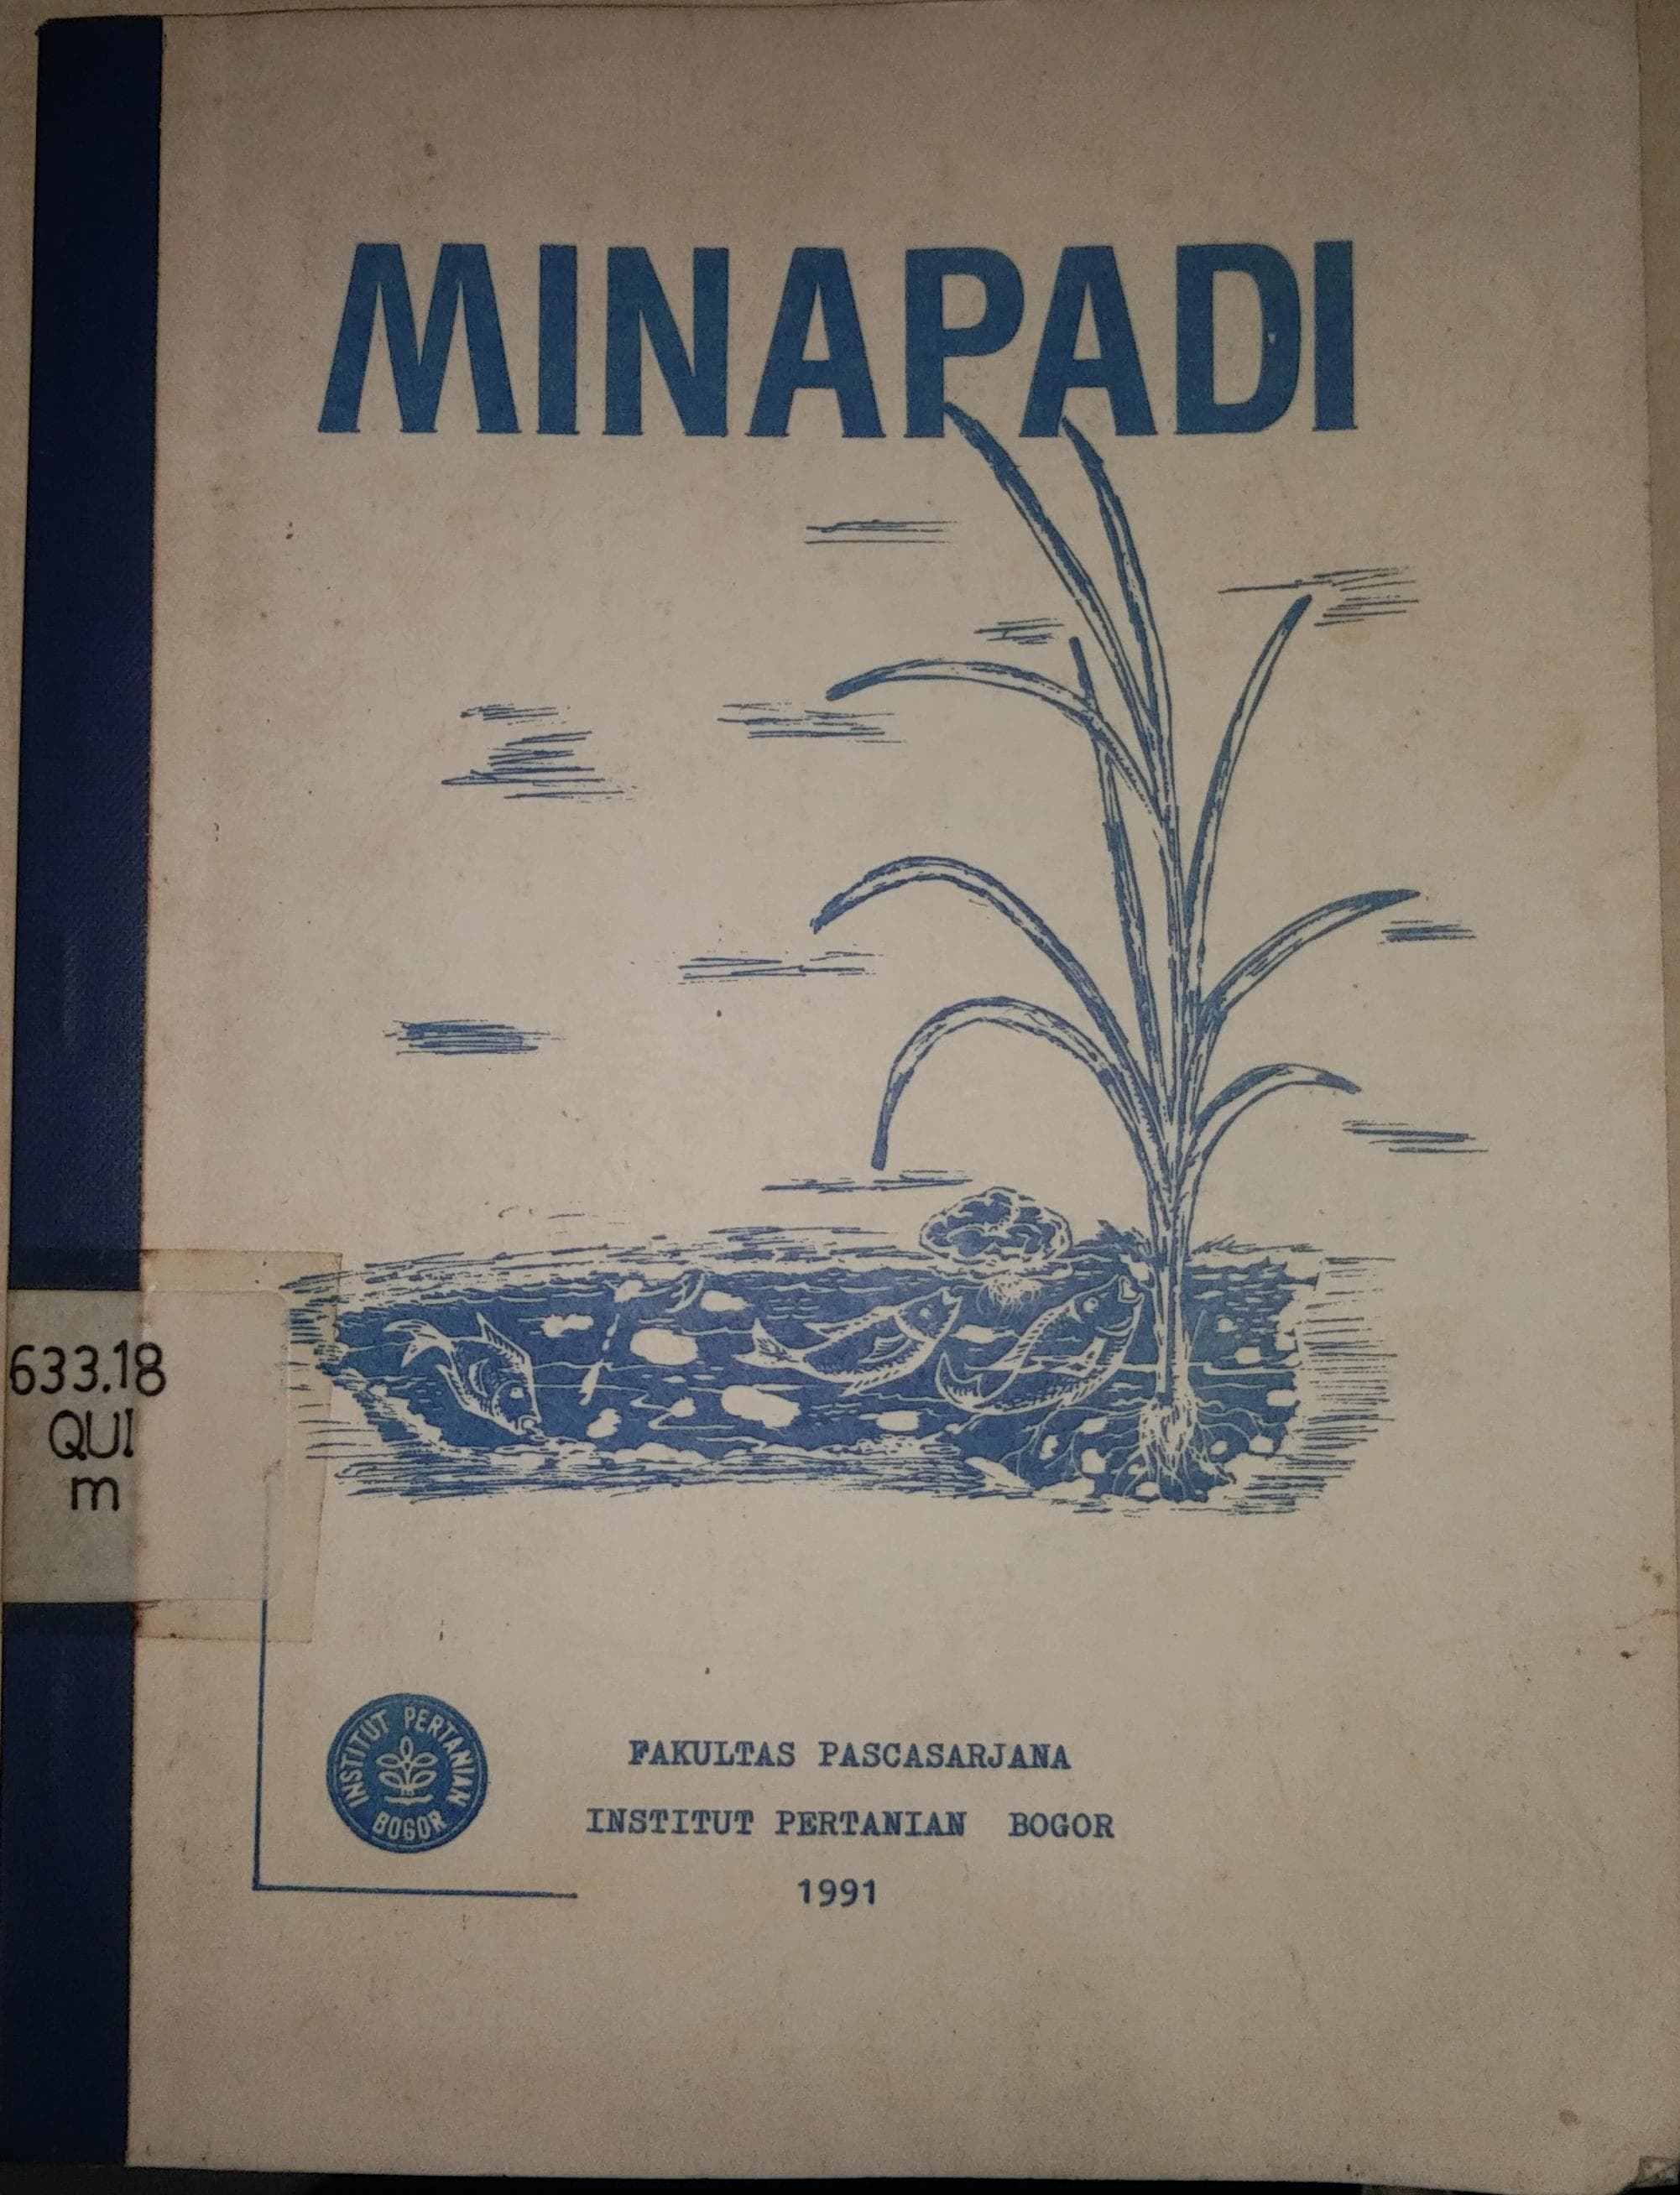 MINAPADI
633.18
QUI
m
INSTITUT PERTANIAN
BOGOR
FAKULTAS PASCASARJANA
INSTITUT PERTANIAN BOGOR
1991